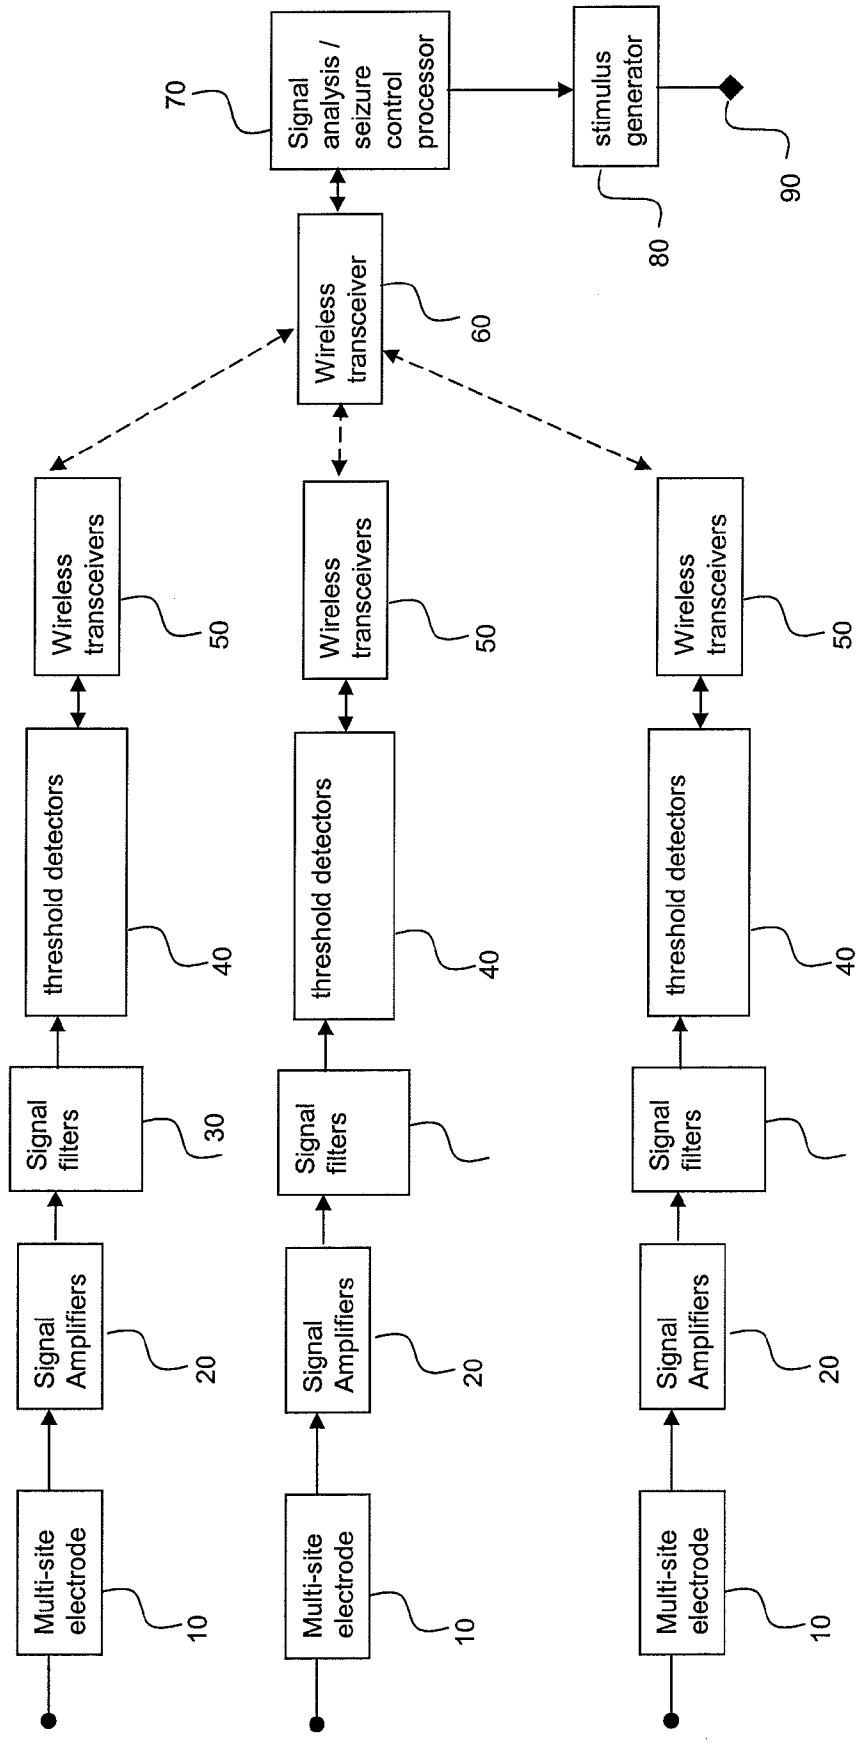 Multi-site
electrode
10
Signal
Amplifiers
20
Signal
filters
30
threshold detectors
40
Wireless
transceivers
50
Multi-site
electrode
10
Signal
Amplifiers
20
Signal
filters
threshold detectors
40
Wireless
transceivers
50
Multi-site
electrode
10
Signal
Amplifiers
20
Signal
filters
threshold detectors
40
Wireless
transceivers
50
Wireless
transceiver
60
Signal
analysis /
seizure
control
processor
70
stimulus
generator
80
90